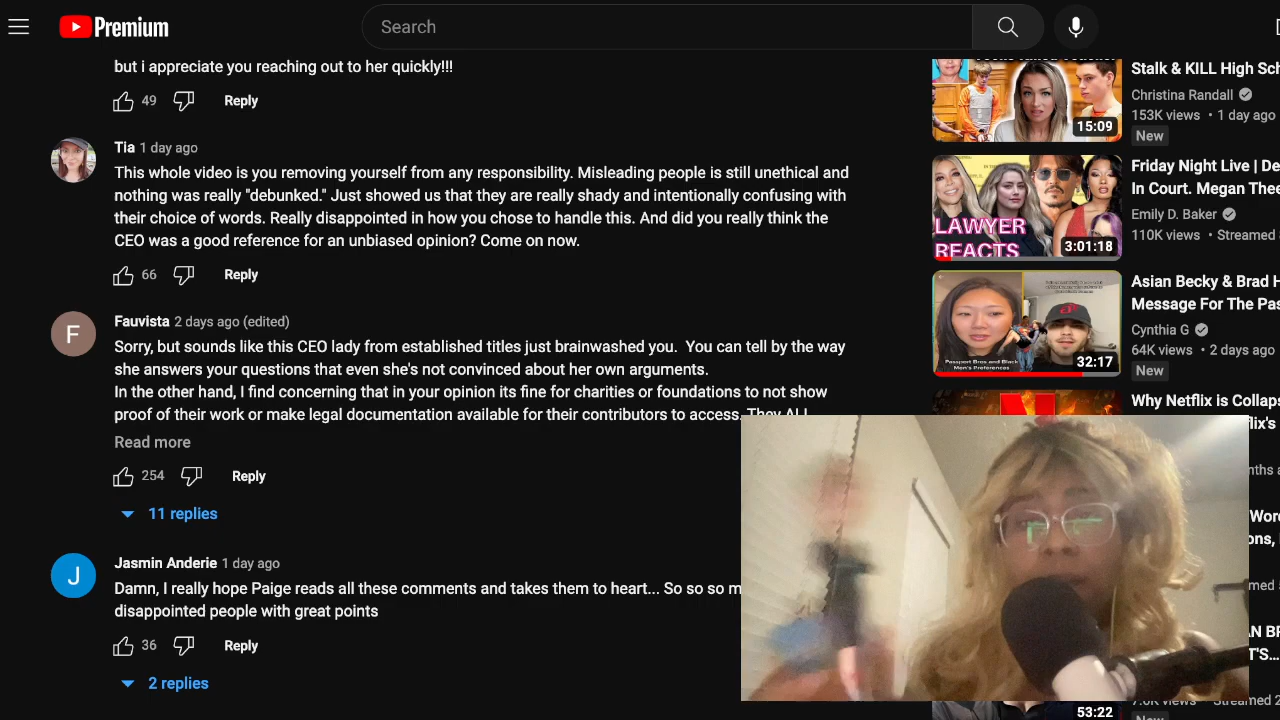 Premium
Search
but i appreciate you reaching out to her quickly!!!
49 Reply
Tia 1 day ago
This whole video is you removing yourself from any responsibility. Misleading people is still unethical and
nothing was really "debunked." Just showed us that they are really shady and intentionally confusing with
their choice of words. Really disappointed in how you chose to handle this. And did you really think the
CEO was a good reference for an unbiased opinion? Come on now.
66 Reply
F
Fauvista 2 days ago (edited)
Sorry, but sounds like this CEO lady from established titles just brainwashed you. You can tell by the way
she answers your questions that even she's not convinced about her own arguments.
In the other hand, I find concerning that in your opinion its fine for charities or foundations to not show
proof of their work or make legal documentation available for their contributors to access. They ALL
Read more
254 Reply
11 replies
J
Jasmin Anderie 1 day ago
Damn, I really hope Paige reads all these comments and takes them to heart... So so so m
disappointed people with great points
36 Reply
2 replies
15:09
Stalk & KILL High Sch
Christina Randall
153K views • 1 day ago
New
LAWYER
REACTS
3:01:18
Friday Night Live | De
In Court. Megan Thee
Emily D. Baker
110K views • Streamed
Passport Bros and Black
Men's Preferences
32:17
Asian Becky & Brad H
Message For The Pas
Cynthia G
64K views • 2 days ago
New
Why Netflix is Collaps
53:22
New